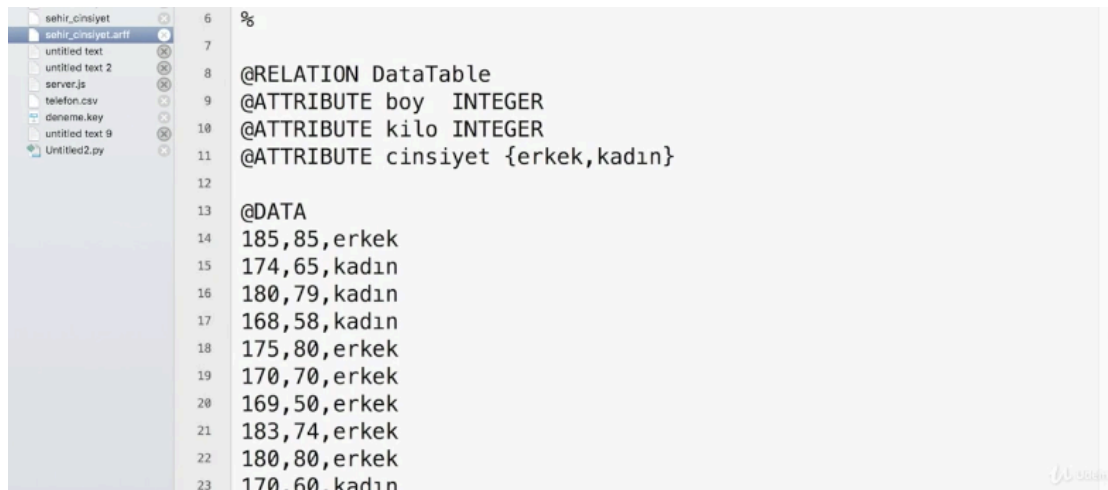 sehir_cinsiyet
sehir_cinsiyet.arff
untitled text
untitled text 2
server.js
telefon.csv
deneme.key
untitled text 9
Untitled2.py
6 %
7
8 @RELATION DataTable
9 @ATTRIBUTE boy  INTEGER
10 @ATTRIBUTE kilo INTEGER
11 @ATTRIBUTE cinsiyet {erkek,kadın}
12
13 @DATA
14 185,85,erkek
15 174,65,kadın
16 180,79,kadın
17 168,58,kadın
18 175,80,erkek
19 170,70,erkek
20 169,50,erkek
21 183,74,erkek
22 180,80,erkek
23 170,60,kadın